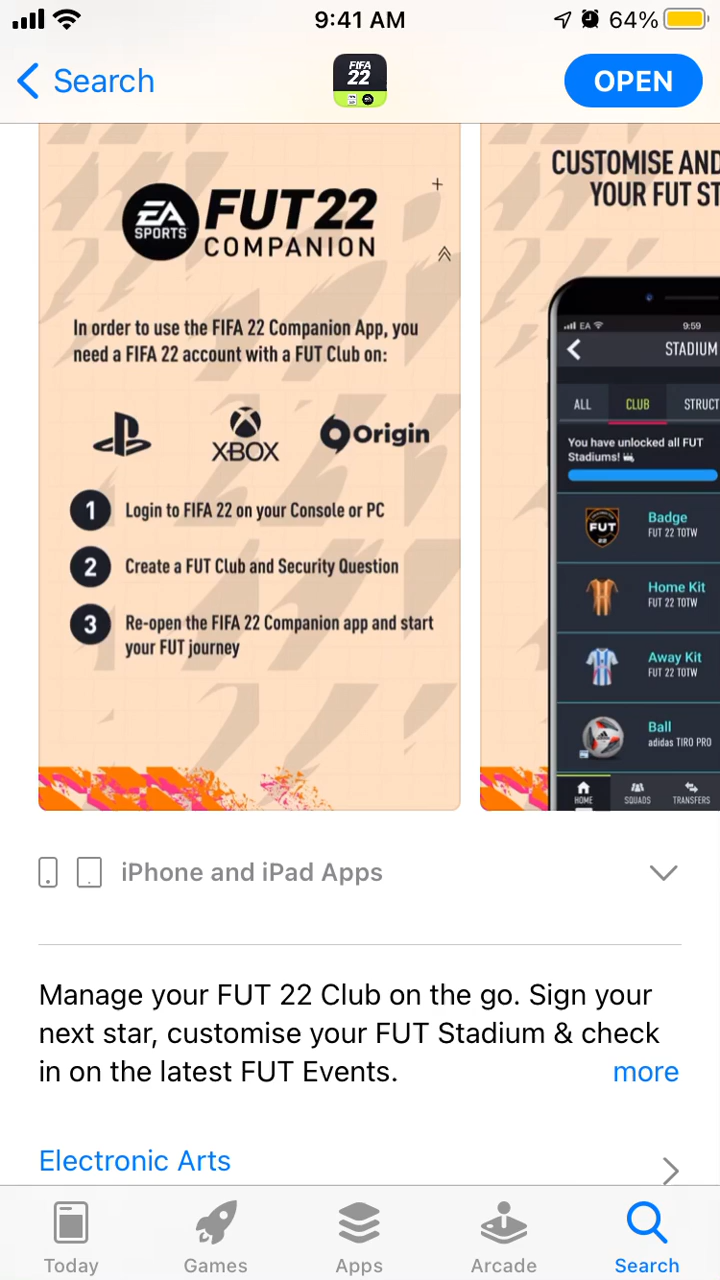 9:41 AM
64%
Search
FIFA
22
OPEN
EA
SPORTS
FUT22
COMPANION
In order to use the FIFA 22 Companion App, you
need a FIFA 22 account with a FUT Club on:
XBOX
Origin
1 Login to FIFA 22 on your Console or PC
2 Create a FUT Club and Security Question
3 Re-open the FIFA 22 Companion app and start
your FUT journey
CUSTOMISE AND
YOUR FUT ST
EA
9:59
STADIUM
ALL CLUB STRUCT
You have unlocked all FUT
Stadiums!
FUT
22
Badge
FUT 22 TOTW
Home Kit
FUT 22 TOTW
Away Kit
FUT 22 TOTW
Ball
adidas TIRO PRO
HOME SQUADS TRANSFERS
iPhone and iPad Apps
Manage your FUT 22 Club on the go. Sign your
next star, customise your FUT Stadium & check
in on the latest FUT Events. more
Electronic Arts
Today Games Apps Arcade Search